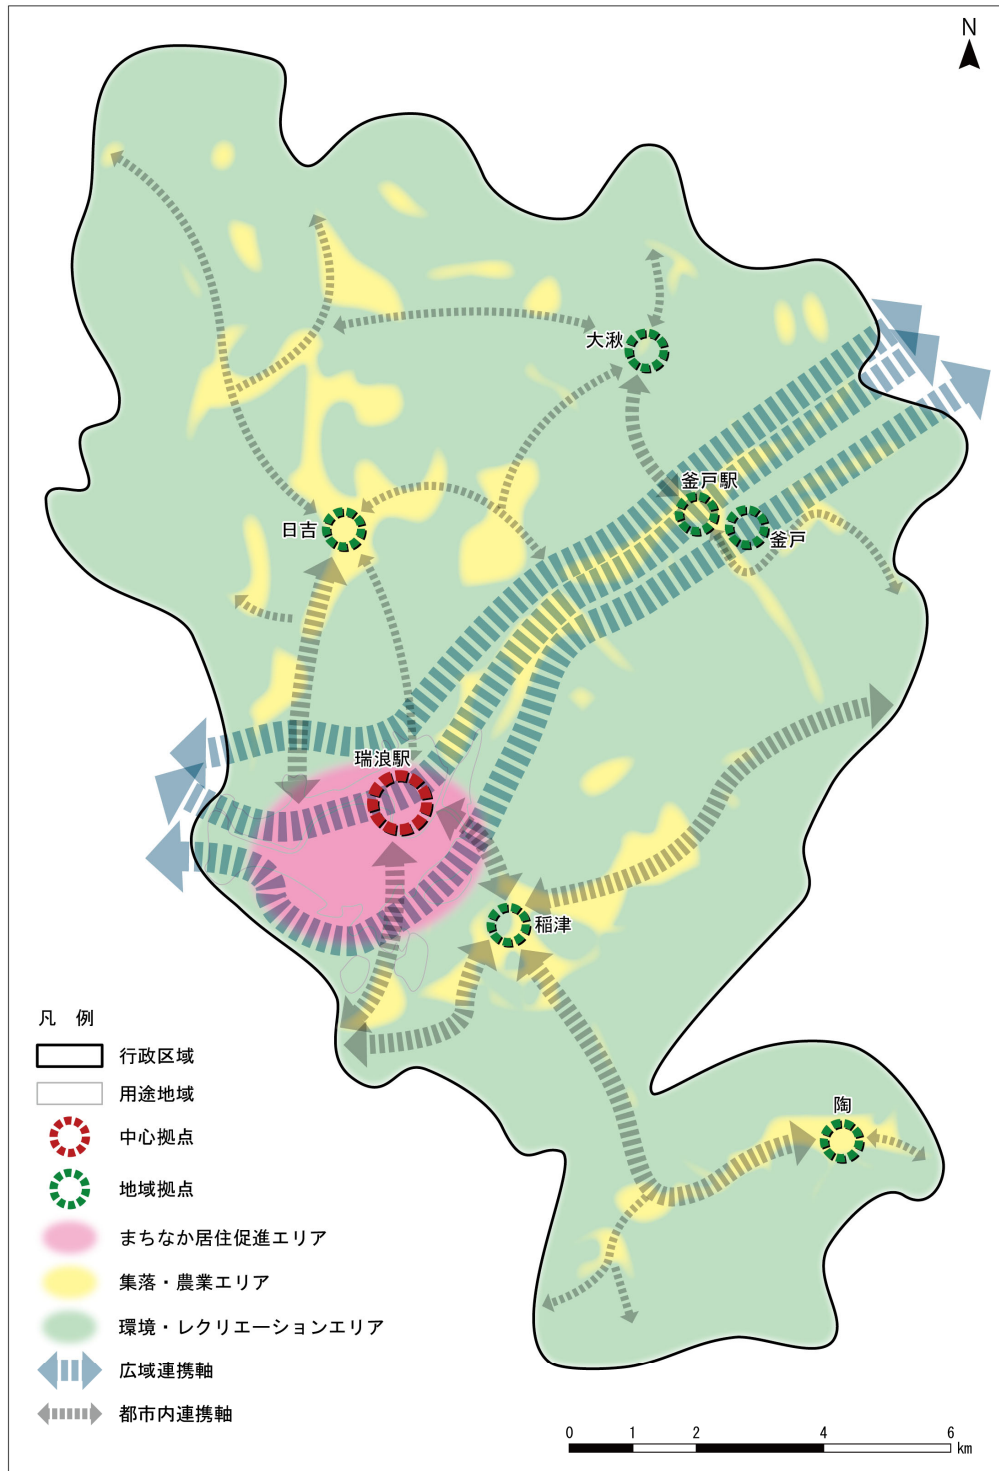 N
大湫
釜戸駅
日吉
釜戸
瑞浪駅
稲津
陶
凡 例
行政区域
用途地域
中心拠点
地域拠点
まちなか居住促進エリア
集落・農業エリア
環境・レクリエーションエリア
広域連携軸
都市内連携軸
0 1 2 4 6
km